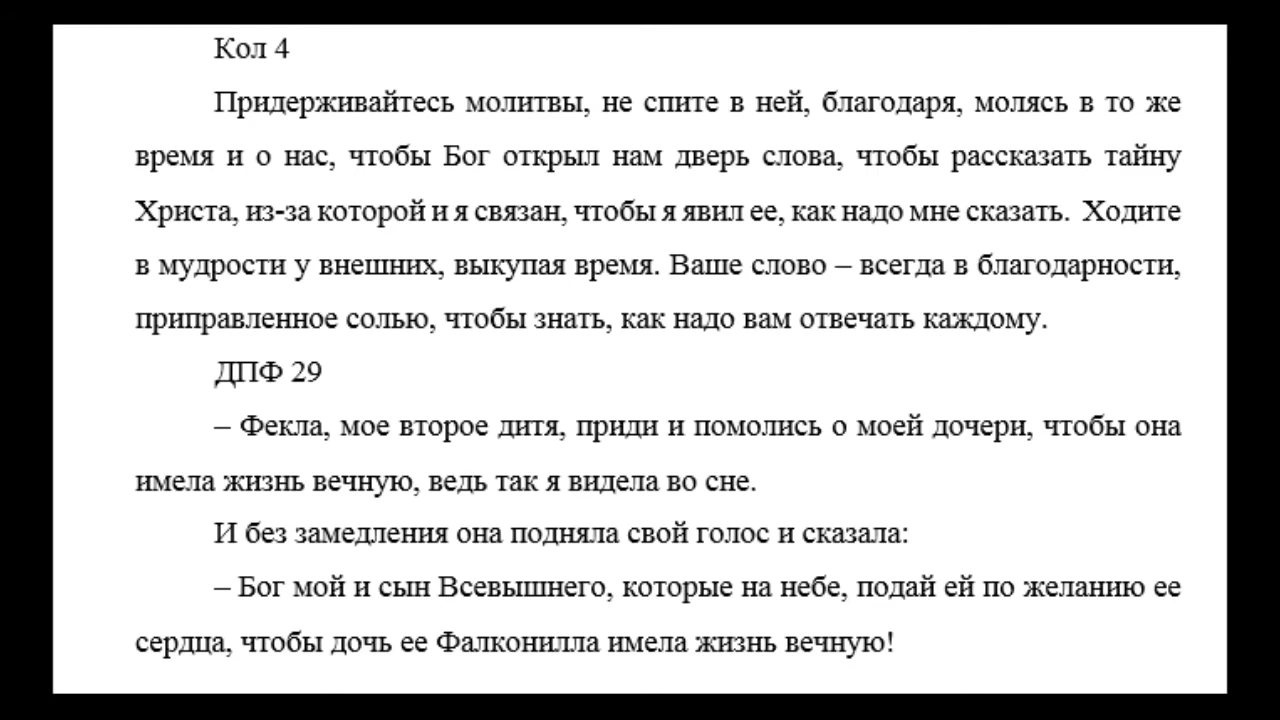 Кол 4
Придерживайтесь молитвы, не спите в ней, благодаря, молясь в то же
время и о нас, чтобы Бог открыл нам дверь слова, чтобы рассказать тайну
Христа, из-за которой и я связан, чтобы я явил ее, как надо мне сказать. Ходите
в мудрости у внешних, выкупая время. Ваше слово – всегда в благодарности,
приправленное солью, чтобы знать, как надо вам отвечать каждому.
ДПФ 29
– Фекла, мое второе дитя, приди и помолись о моей дочери, чтобы она
имела жизнь вечную, ведь так я видела во сне.
И без замедления она подняла свой голос и сказала:
– Бог мой и сын Всевышнего, которые на небе, подай ей по желанию ее
сердца, чтобы дочь ее Фалконилла имела жизнь вечную!